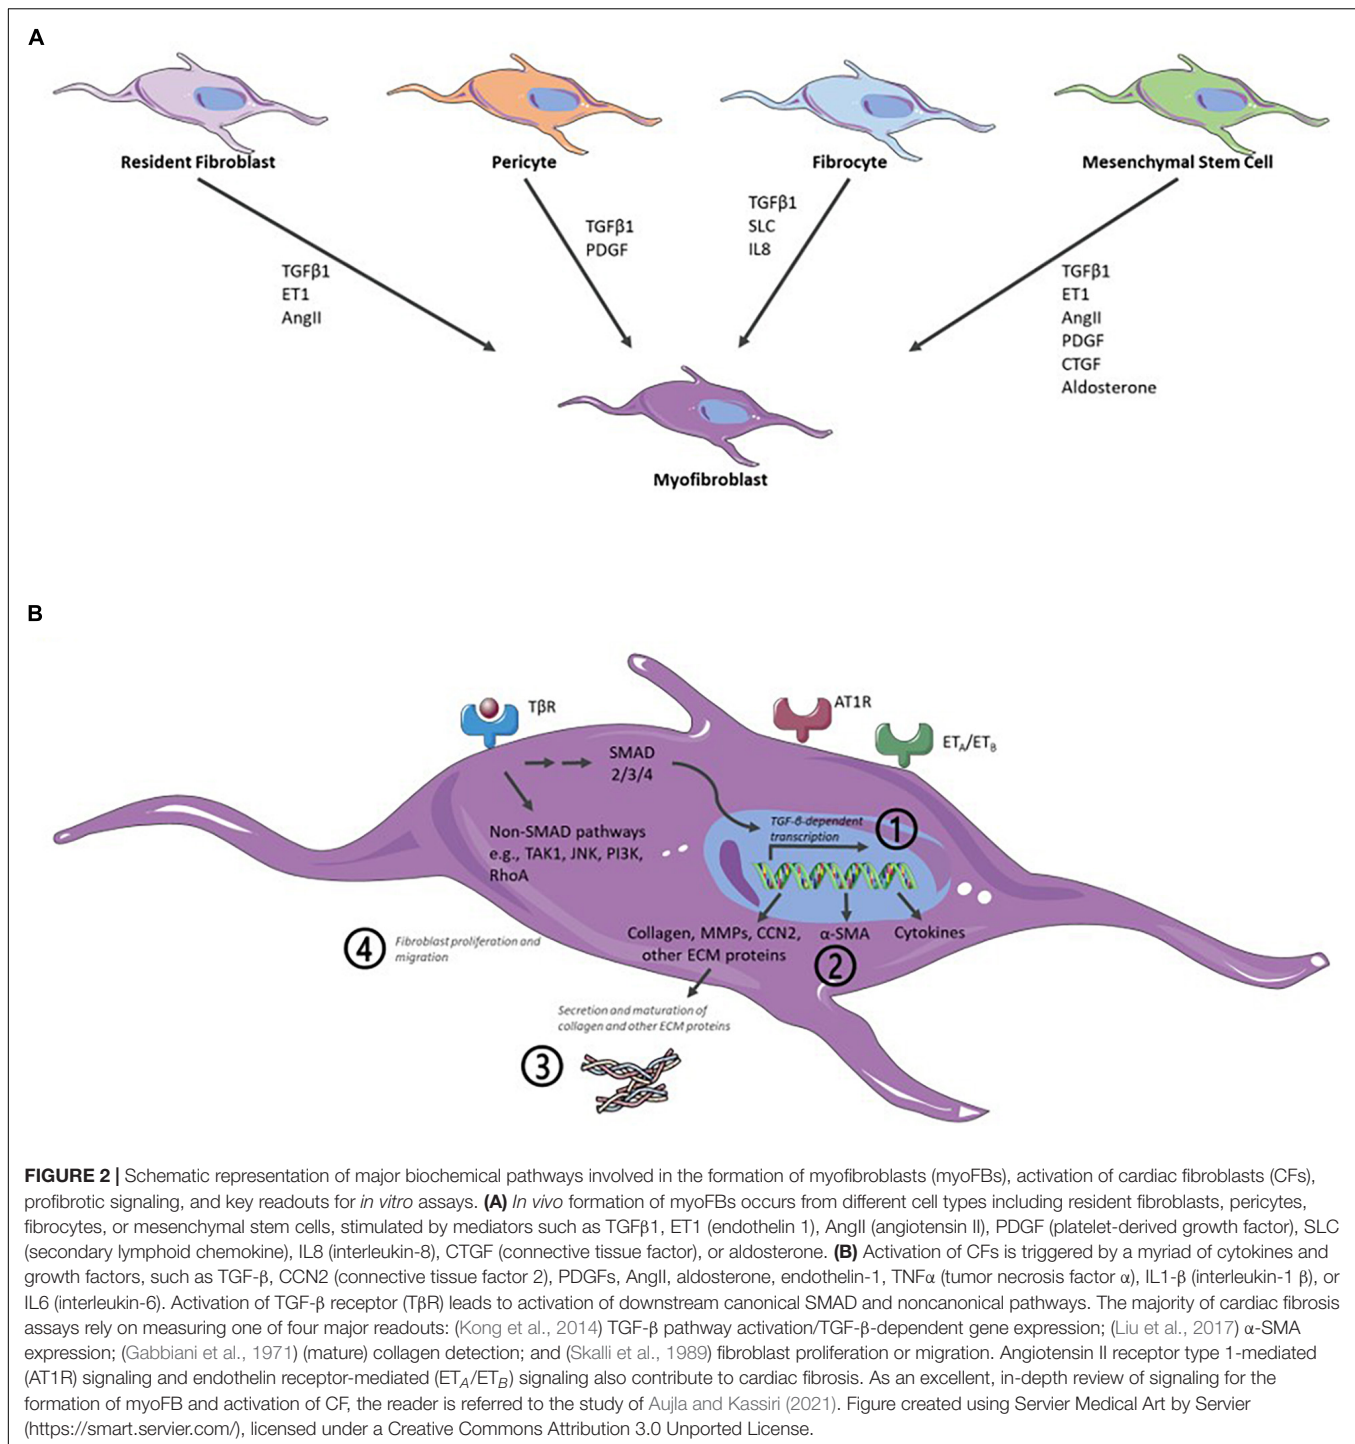 A
Resident Fibroblast
Pericyte
Fibrocyte
Mesenchymal Stem Cell
TGFβ1
ET1
AngII
TGFβ1
PDGF
TGFβ1
SLC
IL8
TGFβ1
ET1
AngII
PDGF
CTGF
Aldosterone
Myofibroblast
B
TβR
AT1R
ETA/ETB
SMAD
2/3/4
Non-SMAD pathways
e.g., TAK1, JNK, PI3K,
RhoA
TGF-β-dependent
transcription
1
Collagen, MMPs, CCN2,
other ECM proteins
α-SMA
Cytokines
2
4
Fibroblast proliferation and
migration
Secretion and maturation of
collagen and other ECM proteins
3
FIGURE 2 | Schematic representation of major biochemical pathways involved in the formation of myofibroblasts (myoFBs), activation of cardiac fibroblasts (CFs),
profibrotic signaling, and key readouts for in vitro assays. (A) In vivo formation of myoFBs occurs from different cell types including resident fibroblasts, pericytes,
fibrocytes, or mesenchymal stem cells, stimulated by mediators such as TGFβ1, ET1 (endothelin 1), AngII (angiotensin II), PDGF (platelet-derived growth factor), SLC
(secondary lymphoid chemokine), IL8 (interleukin-8), CTGF (connective tissue factor), or aldosterone. (B) Activation of CFs is triggered by a myriad of cytokines and
growth factors, such as TGF-β, CCN2 (connective tissue factor 2), PDGFs, AngII, aldosterone, endothelin-1, TNFα (tumor necrosis factor α), IL1-β (interleukin-1 β), or
IL6 (interleukin-6). Activation of TGF-β receptor (TβR) leads to activation of downstream canonical SMAD and noncanonical pathways. The majority of cardiac fibrosis
assays rely on measuring one of four major readouts: (Kong et al., 2014) TGF-β pathway activation/TGF-β-dependent gene expression; (Liu et al., 2017) α-SMA
expression; (Gabbiani et al., 1971) (mature) collagen detection; and (Skalli et al., 1989) fibroblast proliferation or migration. Angiotensin II receptor type 1-mediated
(AT1R) signaling and endothelin receptor-mediated (ETA/ETB) signaling also contribute to cardiac fibrosis. As an excellent, in-depth review of signaling for the
formation of myoFB and activation of CF, the reader is referred to the study of Aujla and Kassiri (2021). Figure created using Servier Medical Art by Servier
(https://smart.servier.com/), licensed under a Creative Commons Attribution 3.0 Unported License.